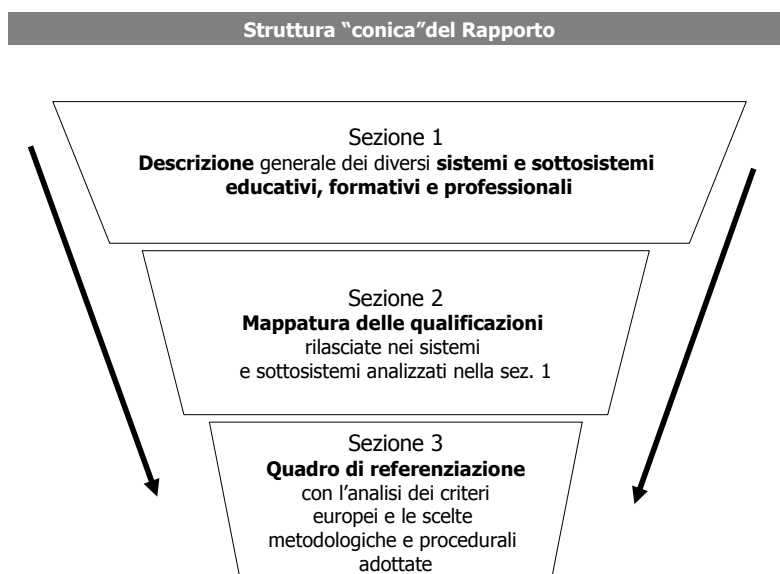 Struttura “conica”del Rapporto
Sezione 1
Descrizione generale dei diversi sistemi e sottosistemi
educativi, formativi e professionali
Sezione 2
Mappatura delle qualificazioni
rilasciate nei sistemi
e sottosistemi analizzati nella sez. 1
Sezione 3
Quadro di referenziazione
con l’analisi dei criteri
europei e le scelte
metodologiche e procedurali
adottate